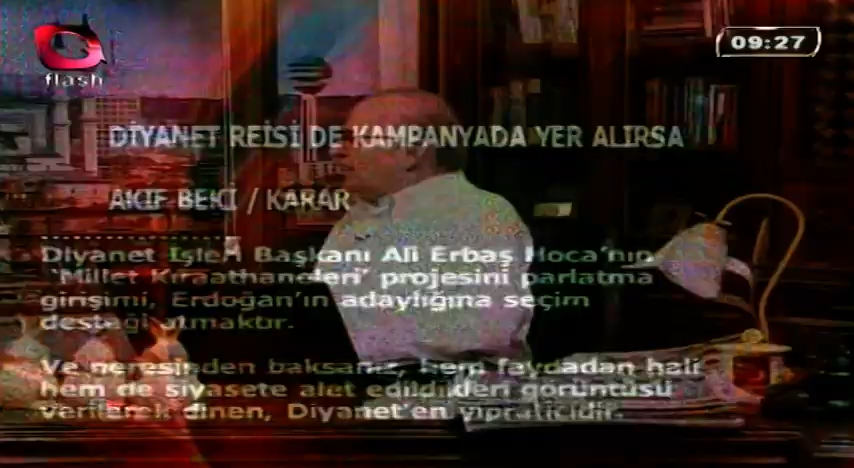 flash
09:27
DİYANET REİSİ DE KAMPANYADA YER ALIRSA
AKİF BEKİ / KARAR
Diyanet İşleri Başkanı Ali Erbaş Hoca'nın
'Millet Kıraathaneleri' projesini parlatma
girişimi, Erdoğan'ın adaylığına seçim
desteği atmaktır.
Ve neresinden baksanız, hem faydadan hali
hem de siyasete alet edildikleri görüntüsü
verilerek dinen, Diyanet'en yıpratıcıdır.